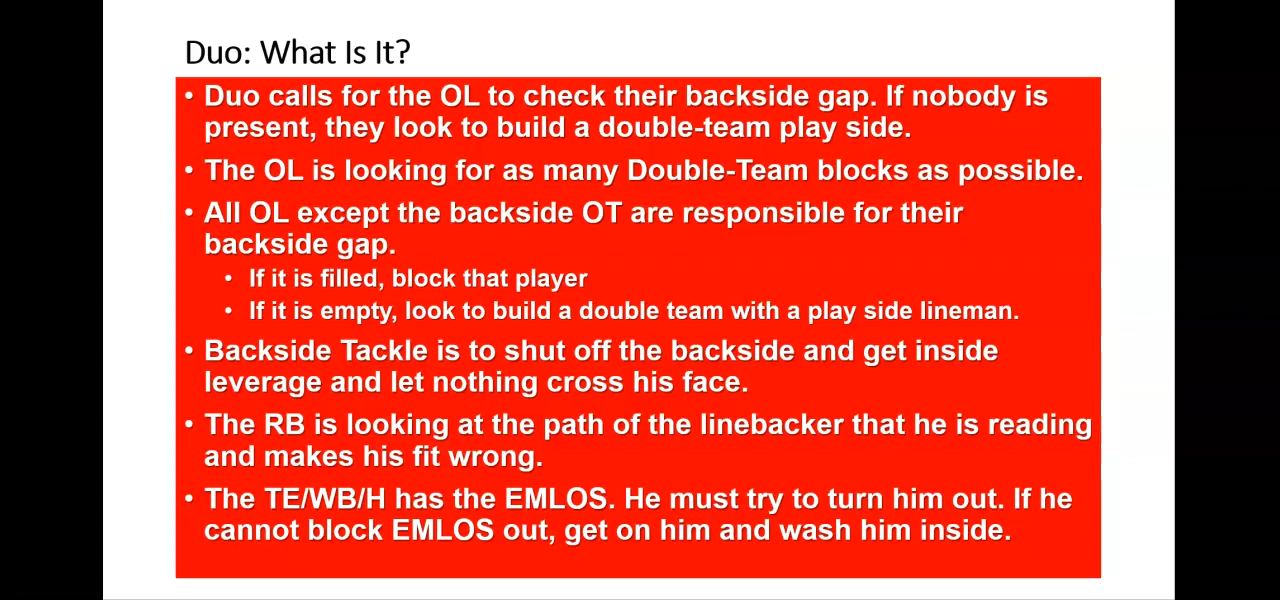 Duo: What Is It?
• Duo calls for the OL to check their backside gap. If nobody is
present, they look to build a double-team play side.
• The OL is looking for as many Double-Team blocks as possible.
• All OL except the backside OT are responsible for their
backside gap.
• If it is filled, block that player
• If it is empty, look to build a double team with a play side lineman.
• Backside Tackle is to shut off the backside and get inside
leverage and let nothing cross his face.
• The RB is looking at the path of the linebacker that he is reading
and makes his fit wrong.
• The TE/WB/H has the EMLOS. He must try to turn him out. If he
cannot block EMLOS out, get on him and wash him inside.